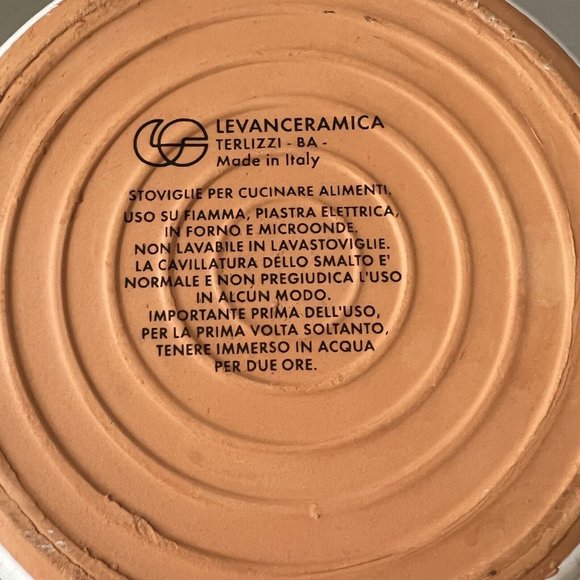 LEVANCERAMICA
TERLIZZI - BA -
Made in Italy
STOVIGLIE PER CUCINARE ALIMENTI.
USO SU FIAMMA, PIASTRA ELETTRICA,
IN FORNO E MICROONDE.
NON LAVABILE IN LAVASTOVIGLIE.
LA CAVILLATURA DELLO SMALTO E'
NORMALE E NON PREGIUDICA L'USO
IN ALCUN MODO.
IMPORTANTE PRIMA DELL'USO,
PER LA PRIMA VOLTA SOLTANTO,
TENERE IMMERSO IN ACQUA
PER DUE ORE.